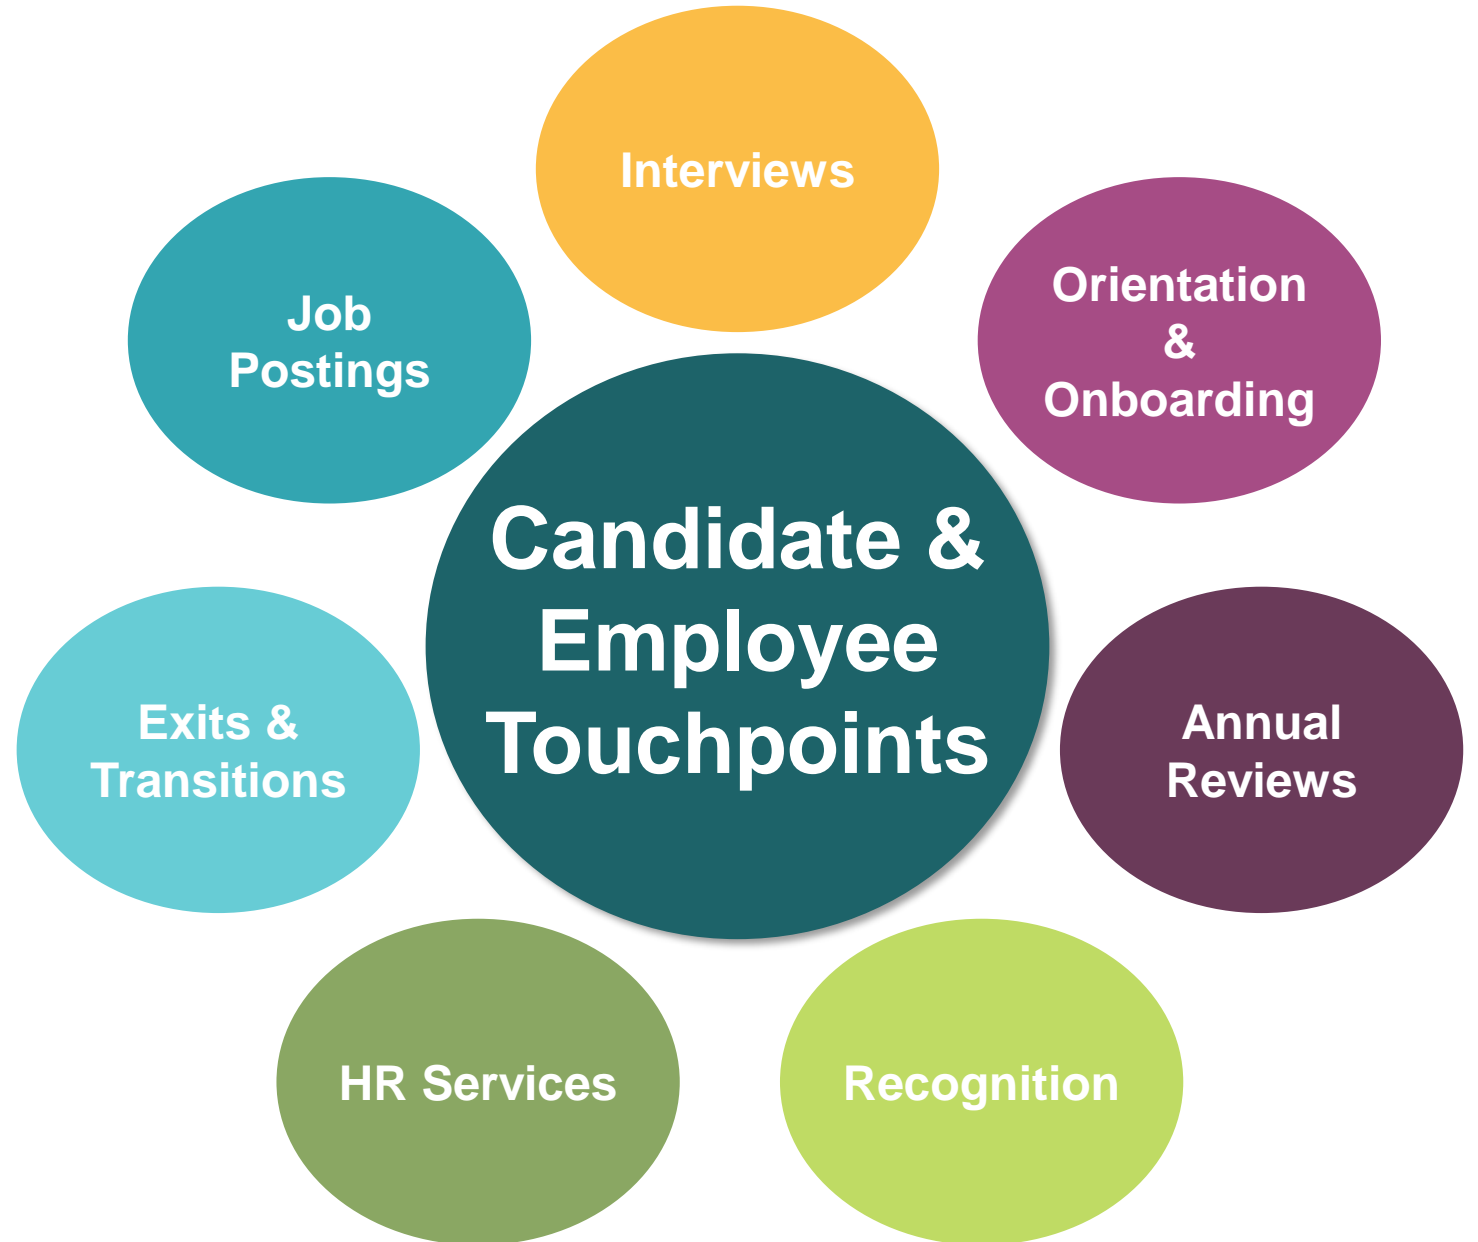 Interviews
Job
Postings
Orientation
&
Onboarding
Candidate &
Employee
Touchpoints
Exits &
Transitions
Annual
Reviews
HR Services
Recognition